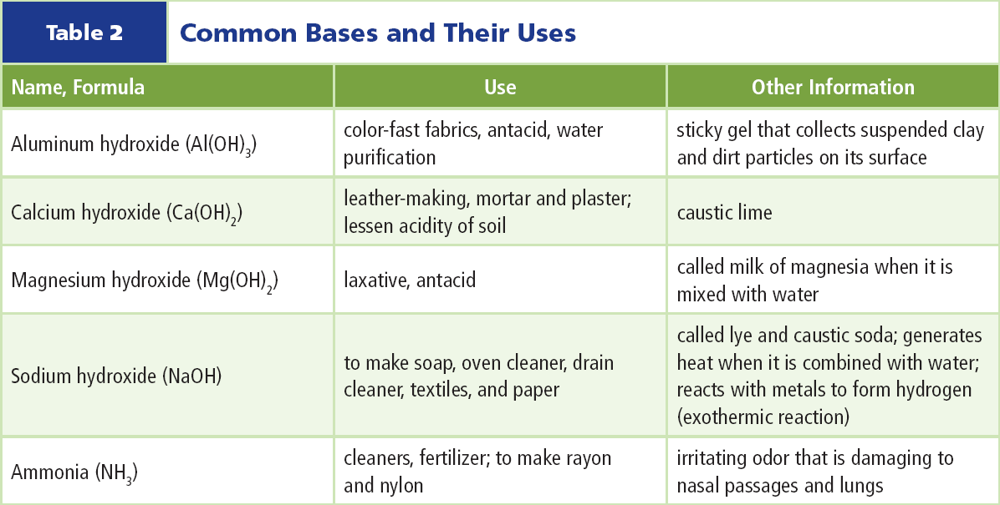 Table 2
Common Bases and Their Uses
Name, Formula
Use
Other Information
Aluminum hydroxide (Al(OH)₃)
color-fast fabrics, antacid, water
purification
sticky gel that collects suspended clay
and dirt particles on its surface
Calcium hydroxide (Ca(OH)₂)
leather-making, mortar and plaster;
lessen acidity of soil
caustic lime
Magnesium hydroxide (Mg(OH)₂)
laxative, antacid
called milk of magnesia when it is
mixed with water
Sodium hydroxide (NaOH)
to make soap, oven cleaner, drain
cleaner, textiles, and paper
called lye and caustic soda; generates
heat when it is combined with water;
reacts with metals to form hydrogen
(exothermic reaction)
Ammonia (NH₃)
cleaners, fertilizer; to make rayon
and nylon
irritating odor that is damaging to
nasal passages and lungs